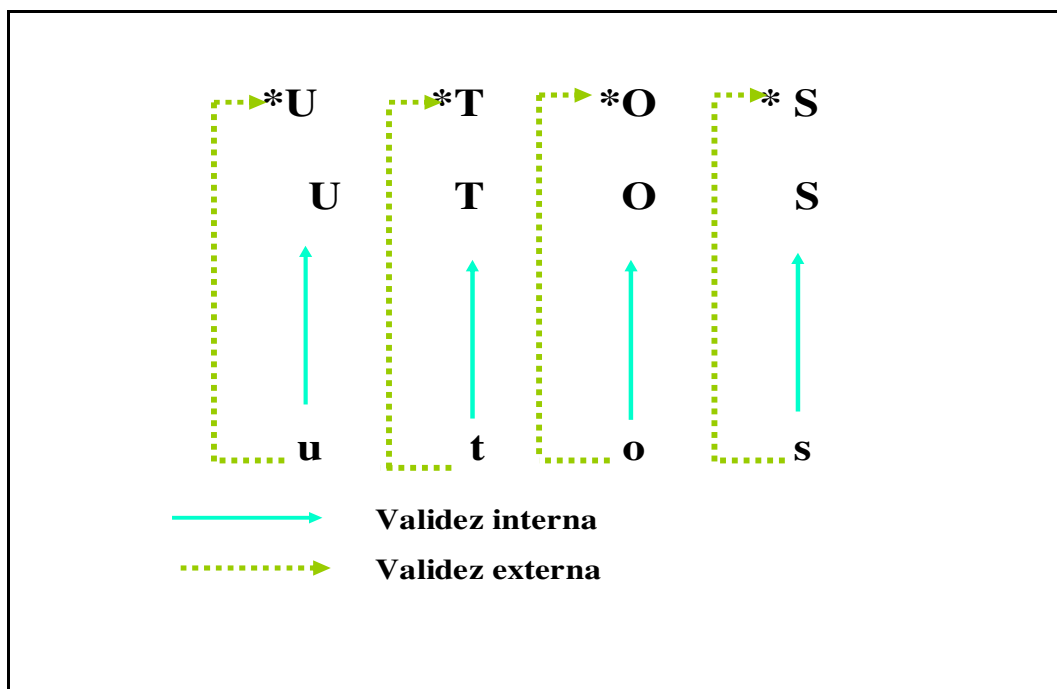 *U *T *O * S
U T O S
u t o s
Validez interna
Validez externa